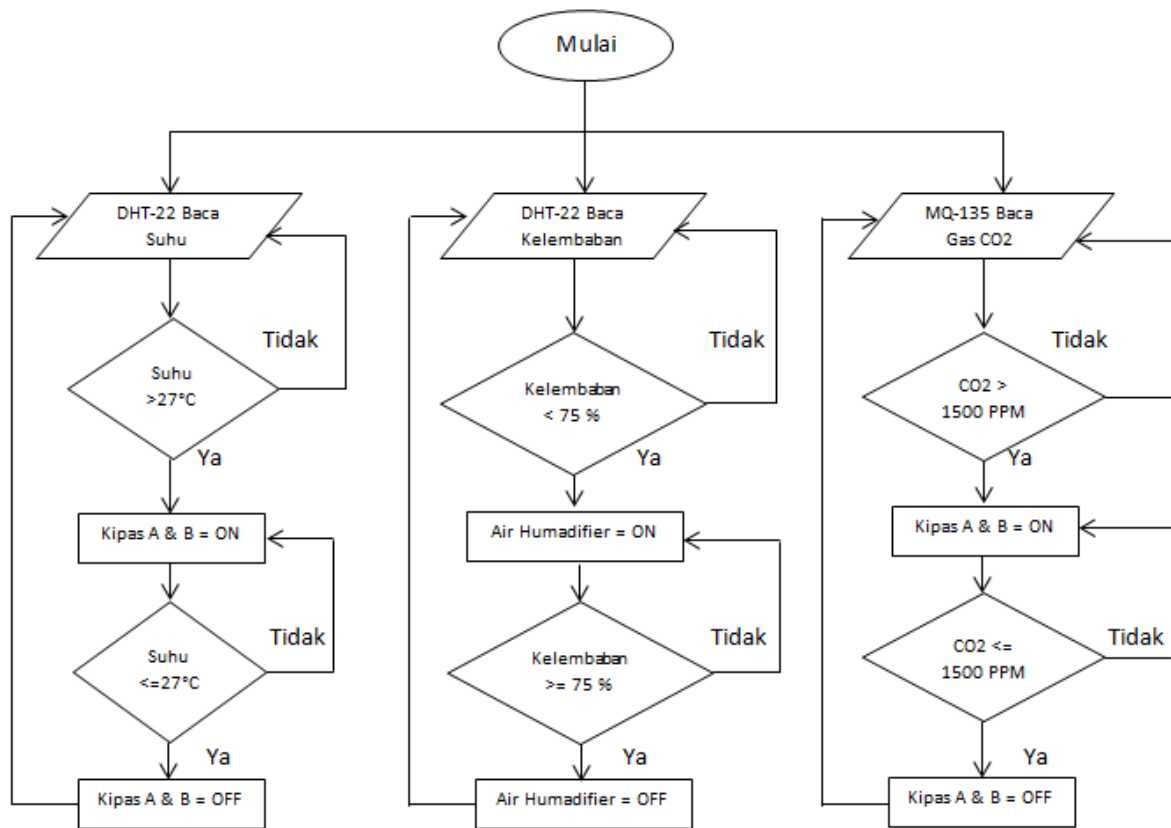 Mulai
DHT-22 Baca
Suhu
Tidak
Suhu
>27°C
Ya
Kipas A & B = ON
Tidak
Suhu
<=27°C
Ya
Kipas A & B = OFF
DHT-22 Baca
Kelembaban
Tidak
Kelembaban
< 75 %
Ya
Air Humadifier = ON
Tidak
Kelembaban
>= 75 %
Ya
Air Humadifier = OFF
MQ-135 Baca
Gas CO2
Tidak
CO2 >
1500 PPM
Ya
Kipas A & B = ON
Tidak
CO2 <=
1500 PPM
Ya
Kipas A & B = OFF